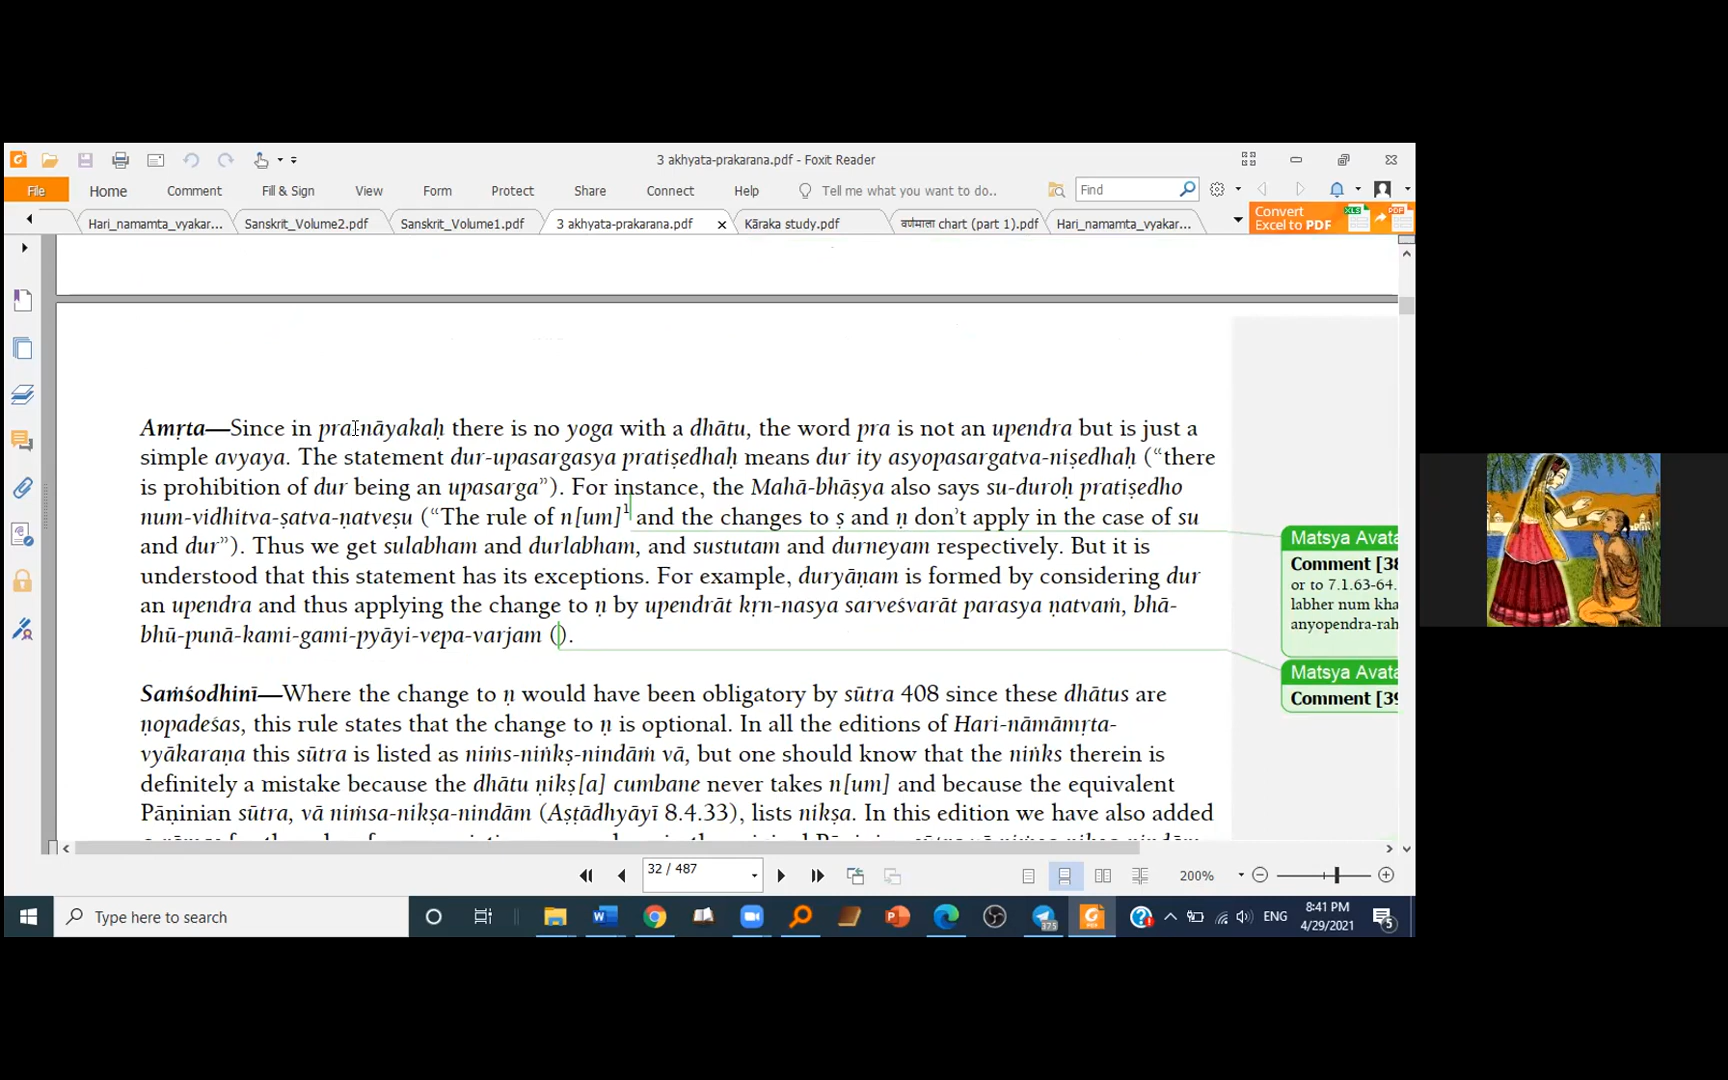 3 akhyata-prakarana.pdf - Foxit Reader
File Home Comment Fill & Sign View Form Protect Share Connect Help Tell me what you want to do.. Find
Hari_namamta_vyakar... Sanskrit_Volume2.pdf Sanskrit_Volume1.pdf 3 akhyata-prakarana.pdf Kāraka study.pdf वर्णमाला chart (part 1).pdf Hari_namamta_vyakar... Convert
Excel to PDF
Amṛta—Since in pra nāyakaḥ there is no yoga with a dhātu, the word pra is not an upendra but is just a
simple avyaya. The statement dur-upasargasya pratiṣedhaḥ means dur ity asyopasargatva-niṣedhaḥ (“there
is prohibition of dur being an upasarga”). For instance, the Mahā-bhāṣya also says su-duroḥ pratiṣedho
num-vidhitva-ṣatva-ṇatveṣu (“The rule of n[um]1 and the changes to ṣ and ṇ don’t apply in the case of su
and dur”). Thus we get sulabham and durlabham, and sustutam and durneyam respectively. But it is
understood that this statement has its exceptions. For example, duryāṇam is formed by considering dur
an upendra and thus applying the change to ṇ by upendrāt kṛn-nasya sarveśvarāt parasya ṇatvaṁ, bhā-
bhū-punā-kami-gami-pyāyi-vepa-varjam ().
Saṁśodhinī—Where the change to ṇ would have been obligatory by sūtra 408 since these dhātus are
ṇopadeśas, this rule states that the change to ṇ is optional. In all the editions of Hari-nāmāmṛta-
vyākaraṇa this sūtra is listed as niṁs-niṅkṣ-nindāṁ vā, but one should know that the niṅks therein is
definitely a mistake because the dhātu ṇikṣ[a] cumbane never takes n[um] and because the equivalent
Pāṇinian sūtra, vā niṁsa-nikṣa-nindām (Aṣṭādhyāyī 8.4.33), lists nikṣa. In this edition we have also added
Matsya Avata
Comment [38
or to 7.1.63-64.
labher num kha
anyopendra-rah
Matsya Avata
Comment [39
32 / 487
200%
Type here to search
375
ENG
8:41 PM
4/29/2021
5